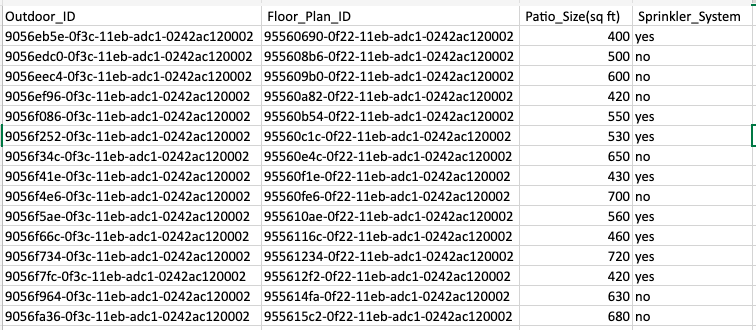 Outdoor_ID Floor_Plan_ID Patio_Size(sq ft) Sprinkler_System
9056eb5e-0f3c-11eb-adc1-0242ac120002 95560690-0f22-11eb-adc1-0242ac120002 400 yes
9056edc0-0f3c-11eb-adc1-0242ac120002 955608b6-0f22-11eb-adc1-0242ac120002 500 no
9056eec4-0f3c-11eb-adc1-0242ac120002 955609b0-0f22-11eb-adc1-0242ac120002 600 no
9056ef96-0f3c-11eb-adc1-0242ac120002 95560a82-0f22-11eb-adc1-0242ac120002 420 no
9056f086-0f3c-11eb-adc1-0242ac120002 95560b54-0f22-11eb-adc1-0242ac120002 550 yes
9056f252-0f3c-11eb-adc1-0242ac120002 95560c1c-0f22-11eb-adc1-0242ac120002 530 yes
9056f34c-0f3c-11eb-adc1-0242ac120002 95560e4c-0f22-11eb-adc1-0242ac120002 650 no
9056f41e-0f3c-11eb-adc1-0242ac120002 95560f1e-0f22-11eb-adc1-0242ac120002 430 yes
9056f4e6-0f3c-11eb-adc1-0242ac120002 95560fe6-0f22-11eb-adc1-0242ac120002 700 no
9056f5ae-0f3c-11eb-adc1-0242ac120002 955610ae-0f22-11eb-adc1-0242ac120002 560 yes
9056f66c-0f3c-11eb-adc1-0242ac120002 9556116c-0f22-11eb-adc1-0242ac120002 460 yes
9056f734-0f3c-11eb-adc1-0242ac120002 95561234-0f22-11eb-adc1-0242ac120002 720 yes
9056f7fc-0f3c-11eb-adc1-0242ac120002 955612f2-0f22-11eb-adc1-0242ac120002 420 yes
9056f964-0f3c-11eb-adc1-0242ac120002 955614fa-0f22-11eb-adc1-0242ac120002 630 no
9056fa36-0f3c-11eb-adc1-0242ac120002 955615c2-0f22-11eb-adc1-0242ac120002 680 no